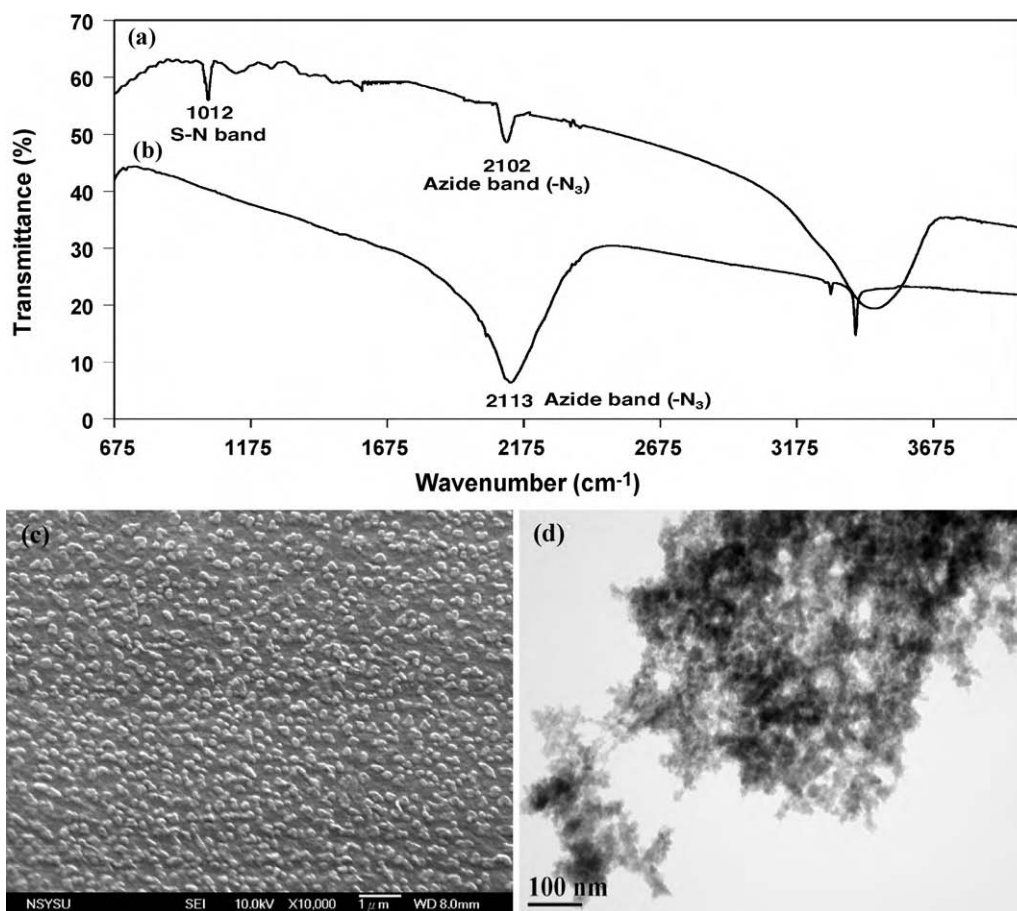 70
(a)
60
1012
S-N band
50
(b)
2102
Azide band (-N₃)
40
30
20
10
2113 Azide band (-N₃)
0
Transmittance (%)
675 1175 1675 2175 2675 3175 3675
Wavenumber (cm⁻¹)
(c)
(d)
NSYSU SEI 10.0kV X10,000 1μm WD 8.0mm
100 nm